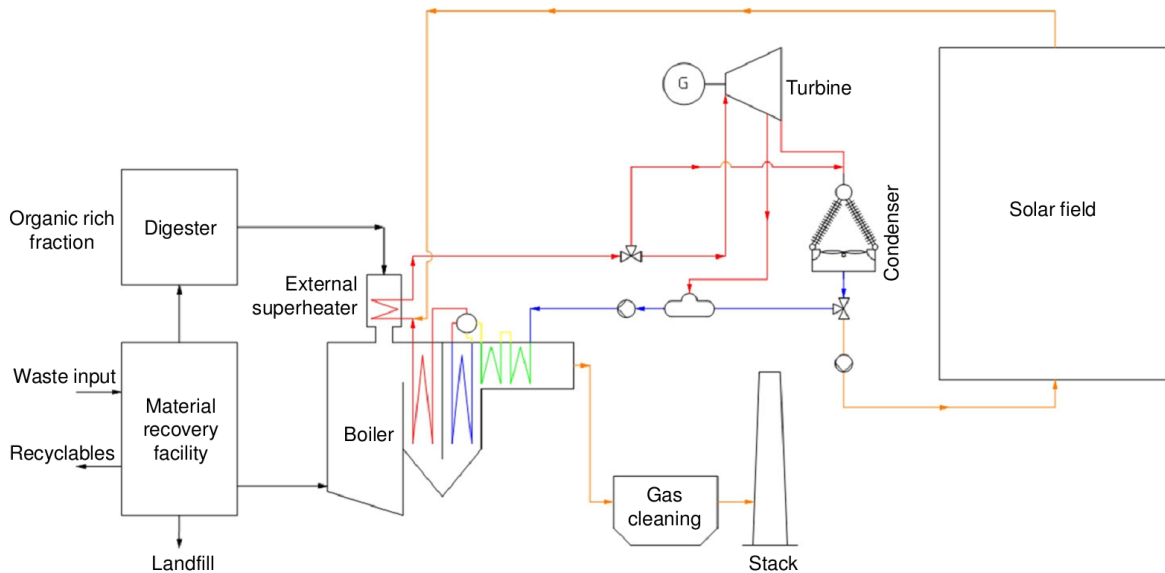 G
Turbine
Organic rich
fraction
Digester
Solar field
Condenser
External
superheater
Waste input
Material
recovery
facility
Boiler
Recyclables
Gas
cleaning
Landfill
Stack